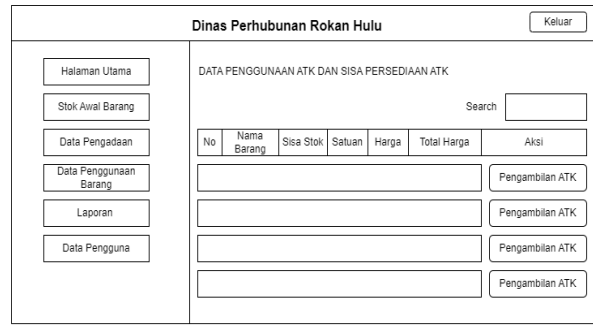 Dinas Perhubunan Rokan Hulu
Keluar
Halaman Utama
Stok Awal Barang
Data Pengadaan
Data Penggunaan
Barang
Laporan
Data Pengguna
DATA PENGGUNAAN ATK DAN SISA PERSEDIAAN ATK
Search
No Nama Barang Sisa Stok Satuan Harga Total Harga Aksi
Pengambilan ATK
Pengambilan ATK
Pengambilan ATK
Pengambilan ATK